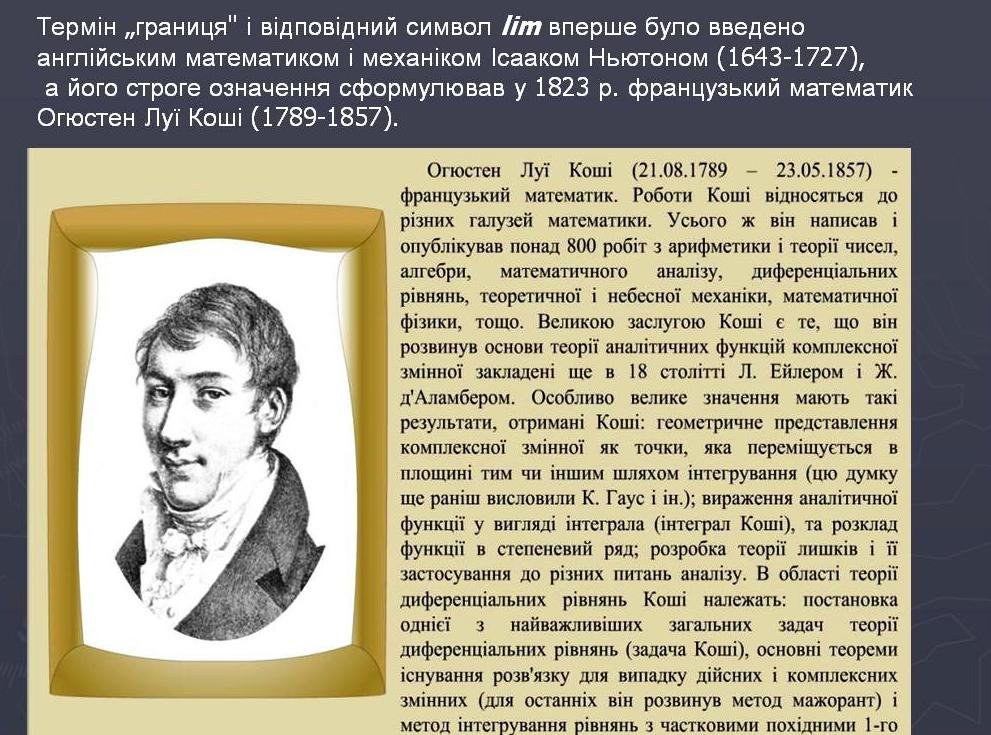 Термін „границя" і відповідний символ lim вперше було введено
англійським математиком і механіком Ісааком Ньютоном (1643-1727),
а його строге означення сформулював у 1823 р. французький математик
Огюстен Луї Коші (1789-1857).
Огюстен Луї Коші (21.08.1789 – 23.05.1857) -
французький математик. Роботи Коші відносяться до
різних галузей математики. Усього ж він написав і
опублікував понад 800 робіт з арифметики і теорії чисел,
алгебри, математичного аналізу, диференціальних
рівнянь, теоретичної і небесної механіки, математичної
фізики, тощо. Великою заслугою Коші є те, що він
розвинув основи теорії аналітичних функцій комплексної
змінної закладені ще в 18 столітті Л. Ейлером і Ж.
д'Аламбером. Особливо велике значення мають такі
результати, отримані Коші: геометричне представлення
комплексної змінної як точки, яка переміщується в
площині тим чи іншим шляхом інтегрування (цю думку
ще раніш висловили К. Гаус і ін.); вираження аналітичної
функції у вигляді інтеграла (інтеграл Коші), та розклад
функції в степеневий ряд; розробка теорії лишків і її
застосування до різних питань аналізу. В області теорії
диференціальних рівнянь Коші належать: постановка
однієї з найважливіших загальних задач теорії
диференціальних рівнянь (задача Коші), основні теореми
існування розв'язку для випадку дійсних і комплексних
змінних (для останніх він розвинув метод мажорант) і
метод інтегрування рівнянь з частковими похідними 1-го